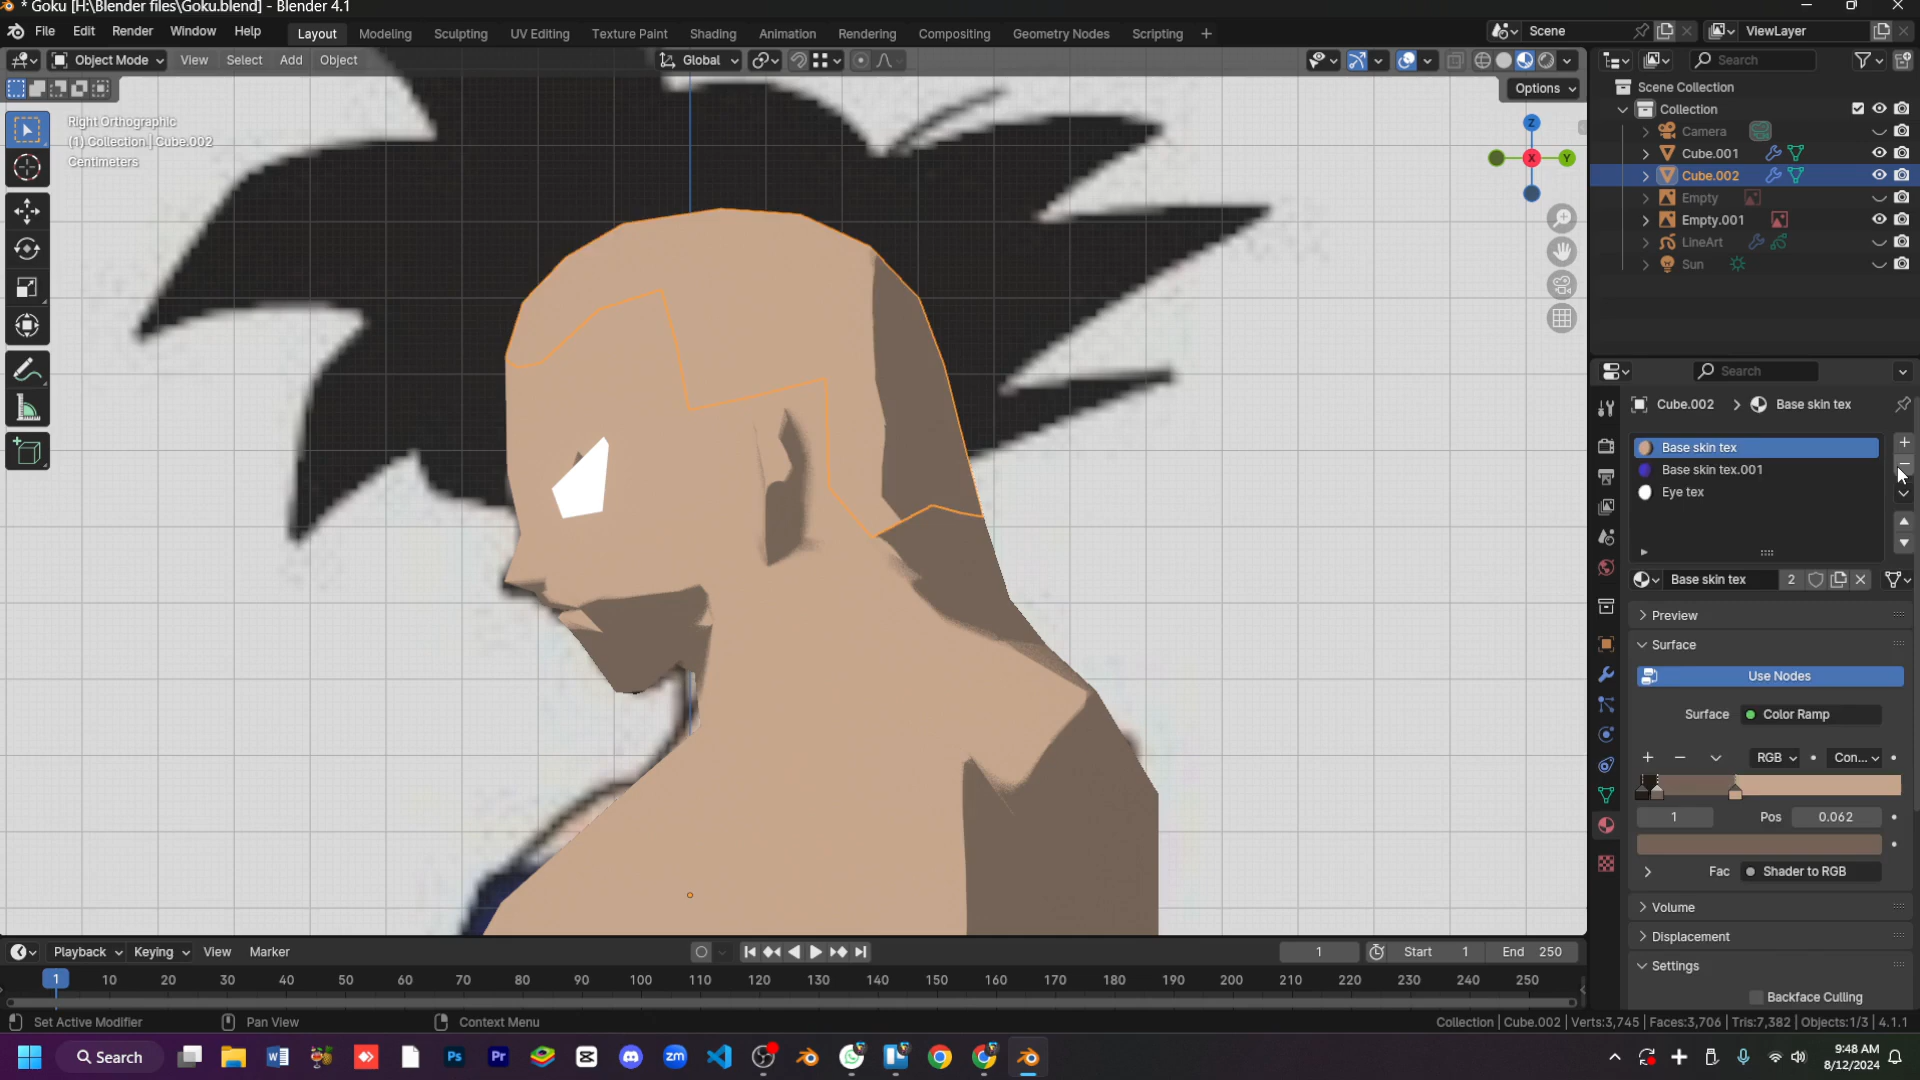 * Goku [H:\Blender files\Goku.blend] - Blender 4.1
File Edit Render Window Help
Layout Modeling Sculpting UV Editing Texture Paint Shading Animation Rendering Compositing Geometry Nodes Scripting +
Scene
ViewLayer
Object Mode View Select Add Object
Global
Search
Options
Right Orthographic
(1) Collection | Cube.002
Centimeters
Z
X
Y
Scene Collection
Collection
Camera
Cube.001
Cube.002
Empty
Empty.001
LineArt
Sun
Search
Cube.002 > Base skin tex
Base skin tex
Base skin tex.001
Eye tex
Base skin tex 2
Preview
Surface
Use Nodes
Surface Color Ramp
RGB Con...
1 Pos 0.062
Fac Shader to RGB
Volume
Displacement
Settings
Backface Culling
Playback Keying View Marker
1 Start 1 End 250
1 10 20 30 40 50 60 70 80 90 100 110 120 130 140 150 160 170 180 190 200 210 220 230 240 250
Set Active Modifier Pan View Context Menu
Collection | Cube.002 | Verts:3,745 | Faces:3,706 | Tris:7,382 | Objects:1/3 | 4.1.1
Search
W
Ps
Pr
zm
9:48 AM
8/12/2024